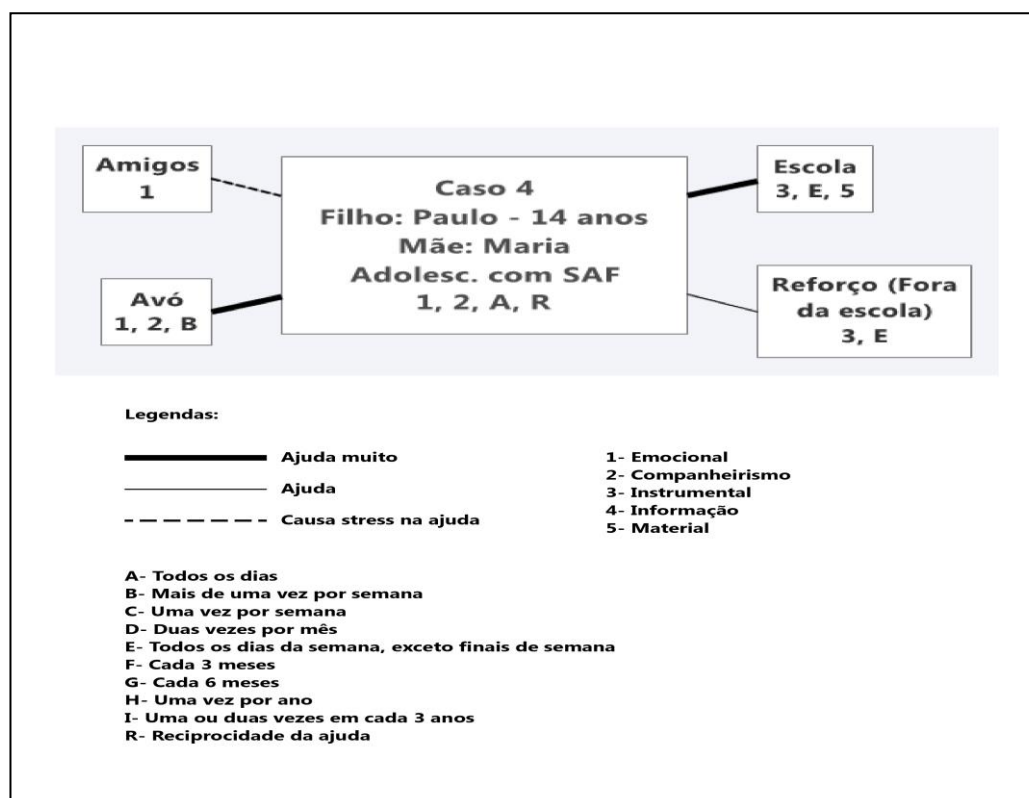 Amigos
1
Avó
1, 2, B
Caso 4
Filho: Paulo - 14 anos
Mãe: Maria
Adolesc. com SAF
1, 2, A, R
Escola
3, E, 5
Reforço (Fora
da escola)
3, E
Legendas:
Ajuda muito
Ajuda
Causa stress na ajuda
1- Emocional
2- Companheirismo
3- Instrumental
4- Informação
5- Material
A- Todos os dias
B- Mais de uma vez por semana
C- Uma vez por semana
D- Duas vezes por mês
E- Todos os dias da semana, exceto finais de semana
F- Cada 3 meses
G- Cada 6 meses
H- Uma vez por ano
I- Uma ou duas vezes em cada 3 anos
R- Reciprocidade da ajuda